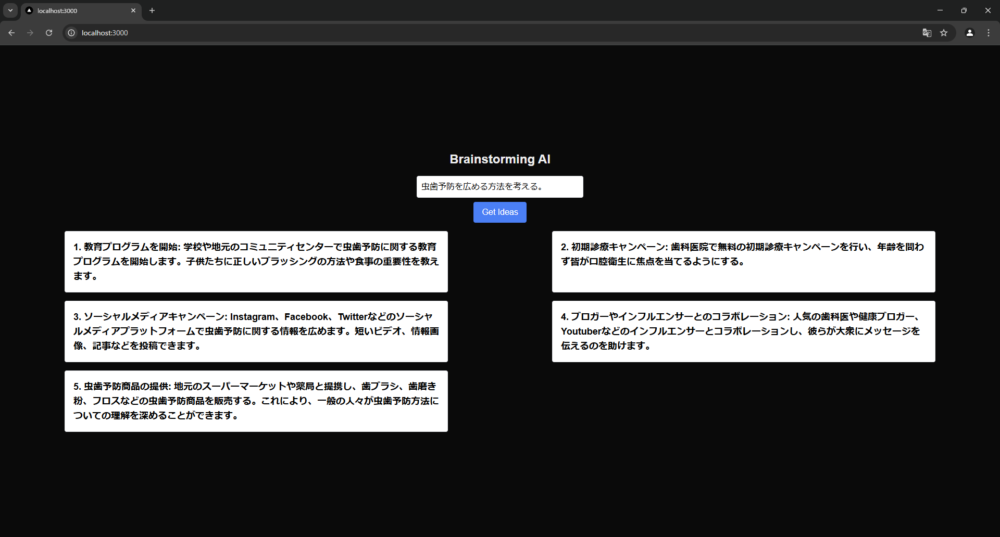 localhost:3000
localhost:3000
Brainstorming AI
虫歯予防を広める方法を考える。
Get Ideas
1. 教育プログラムを開始: 学校や地元のコミュニティセンターで虫歯予防に関する教育
プログラムを開始します。子供たちに正しいブラッシングの方法や食事の重要性を教え
ます。
2. 初期診療キャンペーン: 歯科医院で無料の初期診療キャンペーンを行い、年齢を問わ
ず皆が口腔衛生に焦点を当てるようにする。
3. ソーシャルメディアキャンペーン: Instagram、Facebook、Twitterなどのソーシャ
ルメディアプラットフォームで虫歯予防に関する情報を広めます。短いビデオ、情報画
像、記事などを投稿できます。
4. ブロガーやインフルエンサーとのコラボレーション: 人気の歯科医や健康ブロガー、
Youtuberなどのインフルエンサーとコラボレーションし、彼らが大衆にメッセージを
伝えるのを助けます。
5. 虫歯予防商品の提供: 地元のスーパーマーケットや薬局と提携し、歯ブラシ、歯磨き
粉、フロスなどの虫歯予防商品を販売する。これにより、一般の人々が虫歯予防方法に
ついての理解を深めることができます。